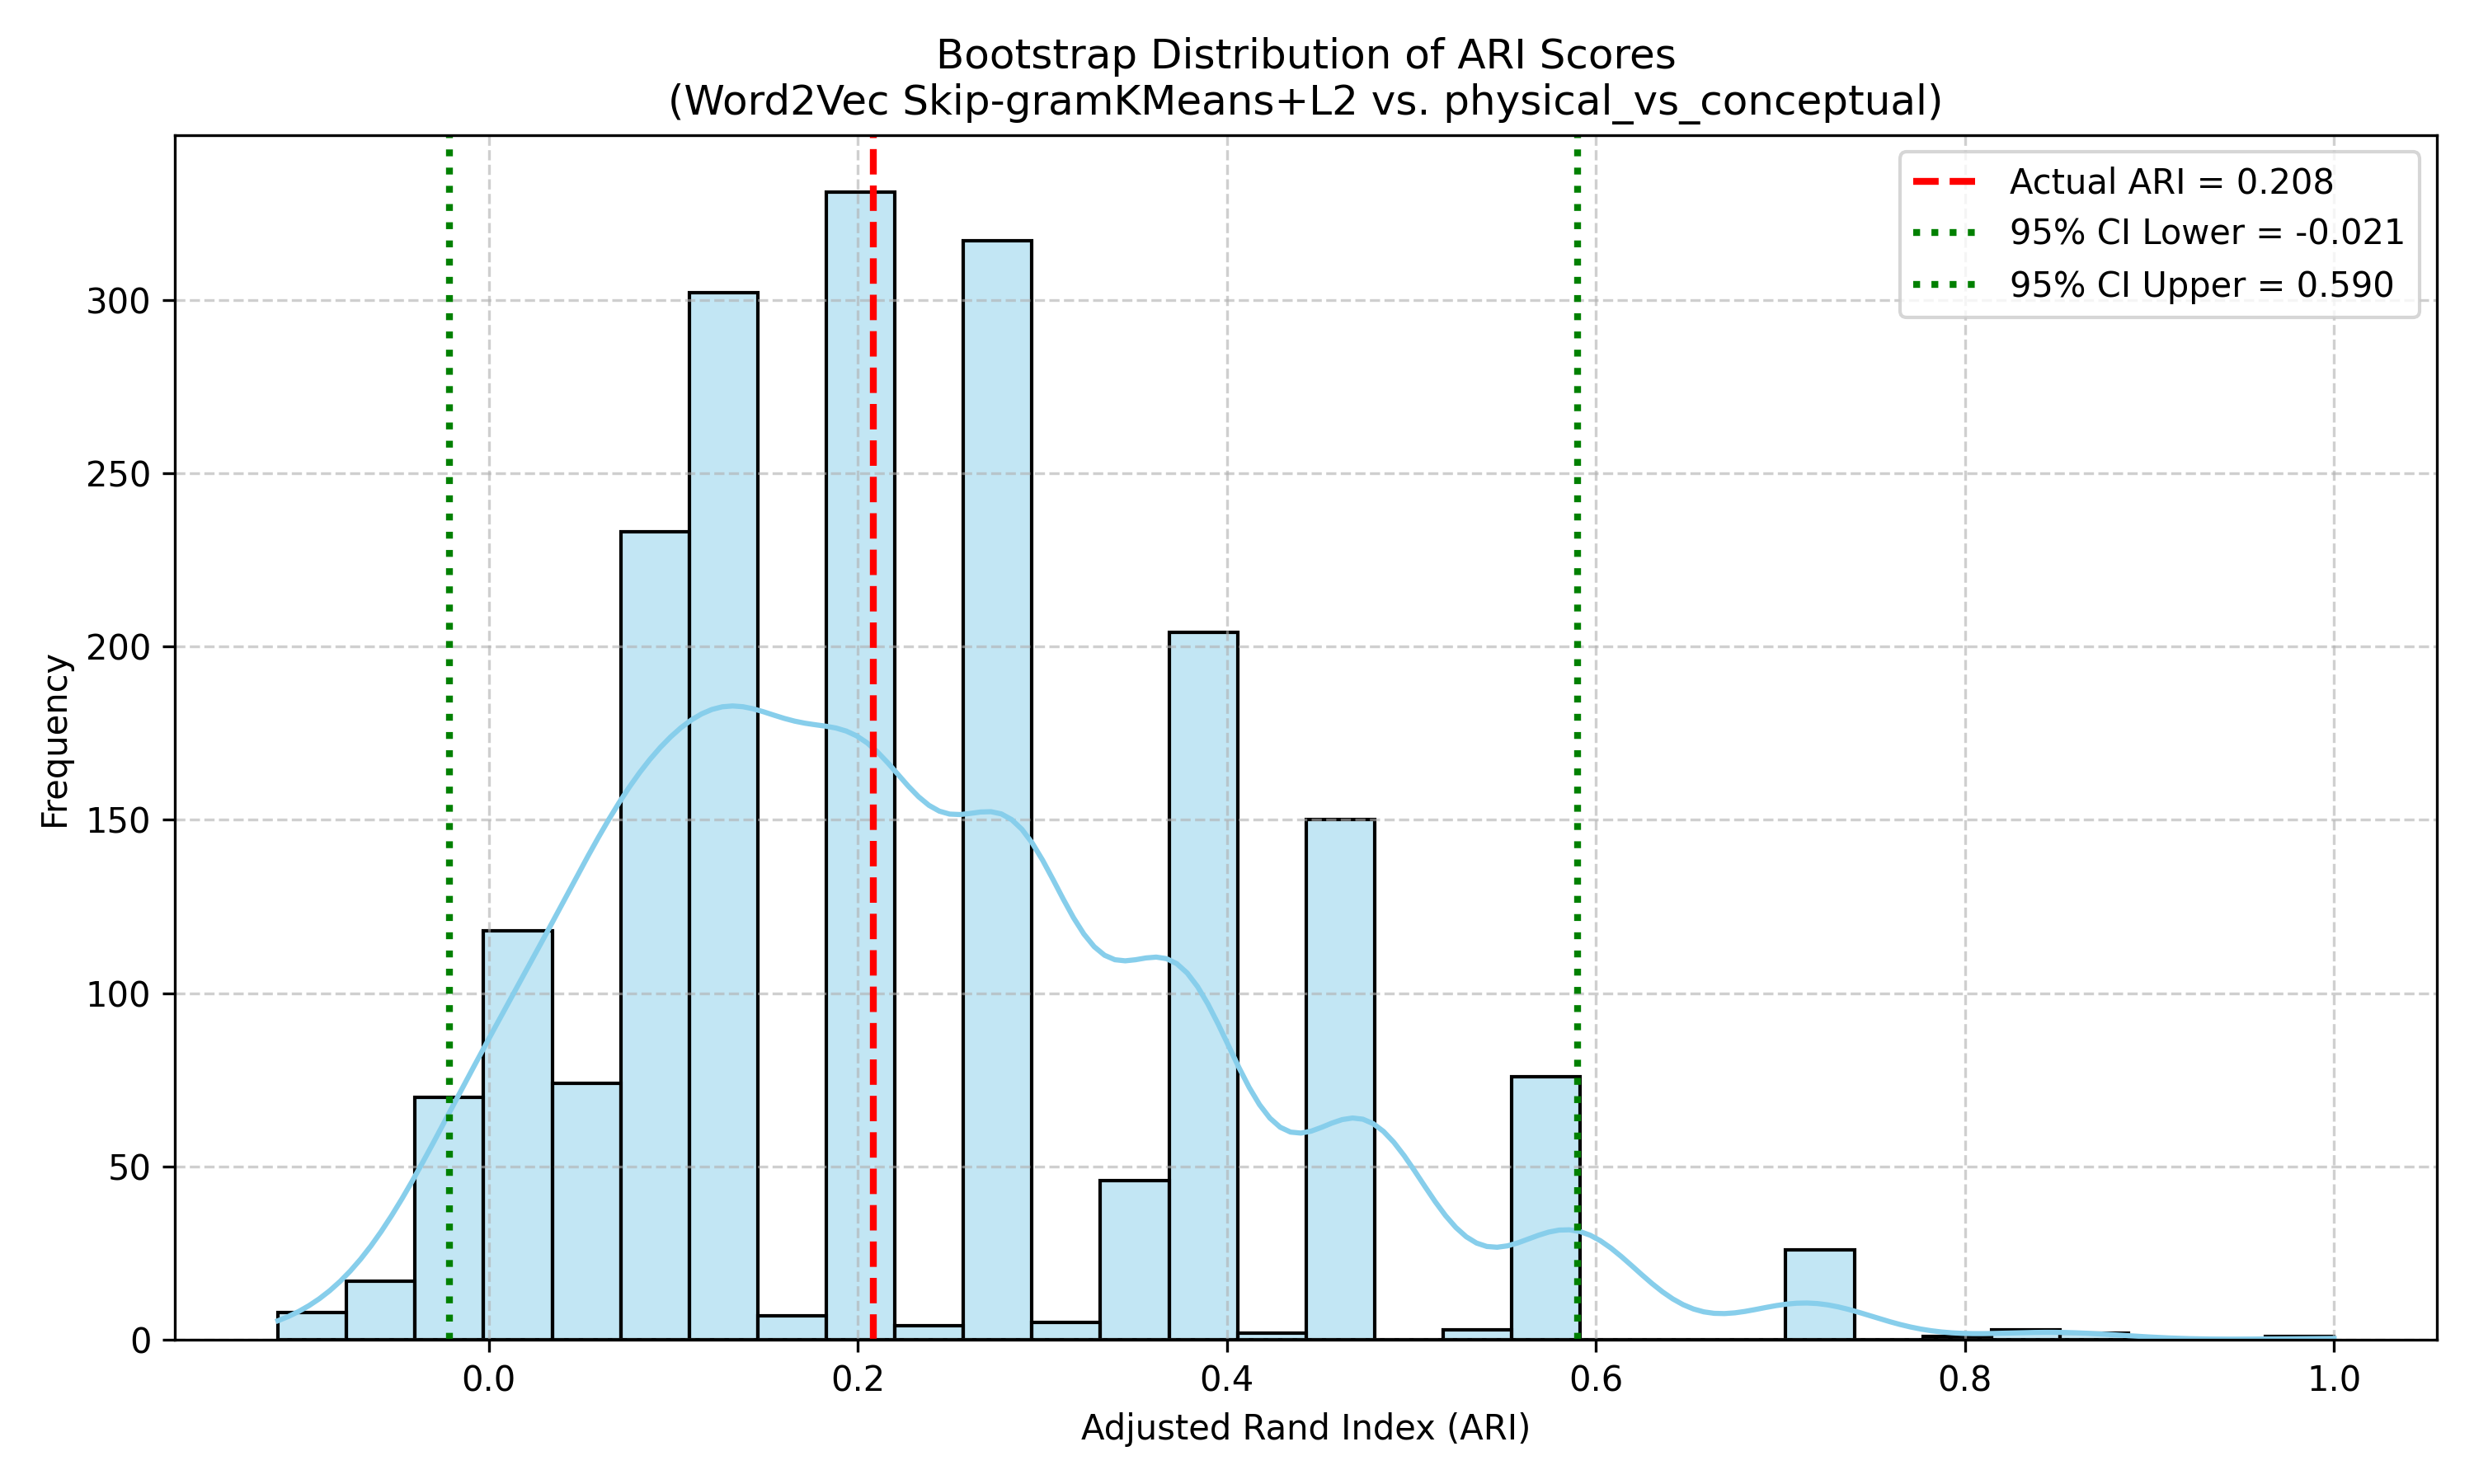 Bootstrap Distribution of ARI Scores
(Word2Vec Skip-gramKMeans+L2 vs. physical_vs_conceptual)
Actual ARI = 0.208
95% CI Lower = -0.021
95% CI Upper = 0.590
Frequency
300
250
200
150
100
50
0
0.0 0.2 0.4 0.6 0.8 1.0
Adjusted Rand Index (ARI)